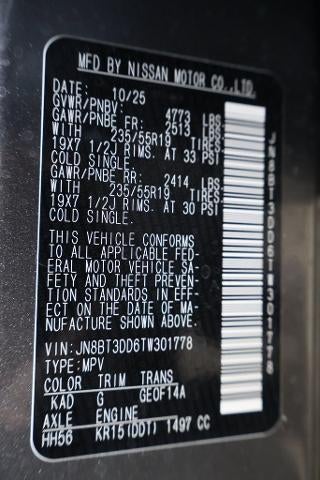 MFD BY NISSAN MOTOR CO.,LTD.
DATE: 10/25
GVWR/PNBV: 4773 LBS
GAWR/PNBE FR: 2513 LBS
WITH 235/55R19 TIRES
19X7 1/2J RIMS. AT 33 PSI
COLD SINGLE.
GAWR/PNBE RR: 2414 LBS
WITH 235/55R19 TIRES
19X7 1/2J RIMS. AT 30 PSI
COLD SINGLE.
THIS VEHICLE CONFORMS
TO ALL APPLICABLE FED-
ERAL MOTOR VEHICLE SA-
FETY AND THEFT PREVEN-
TION STANDARDS IN EFF-
ECT ON THE DATE OF MA-
NUFACTURE SHOWN ABOVE.
VIN: JN8BT3DD6TW301778
TYPE: MPV
COLOR TRIM TRANS
KAD G GEOF14A
AXLE ENGINE
HH56 KR15(DDT) 1497 CC
JN8BT3DD6TW301778